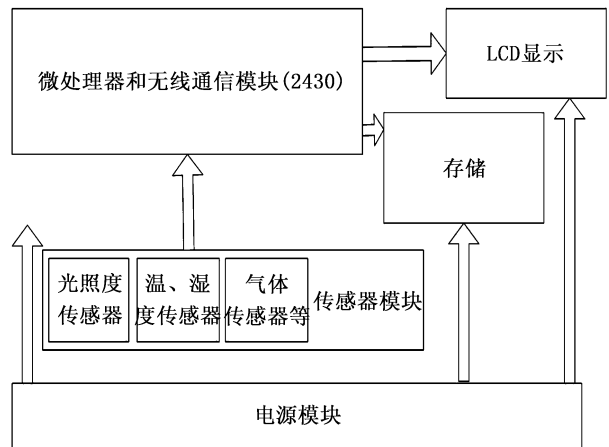 微处理器和无线通信模块(2430)
LCD显示
存储
光照度
传感器
温、湿
度传感器
气体
传感器等
传感器模块
电源模块